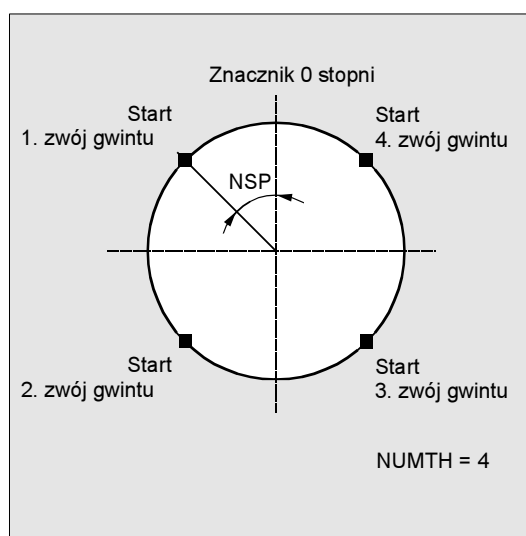 Znacznik 0 stopni
Start
1. zwój gwintu
Start
4. zwój gwintu
NSP
Start
2. zwój gwintu
Start
3. zwój gwintu
NUMTH = 4